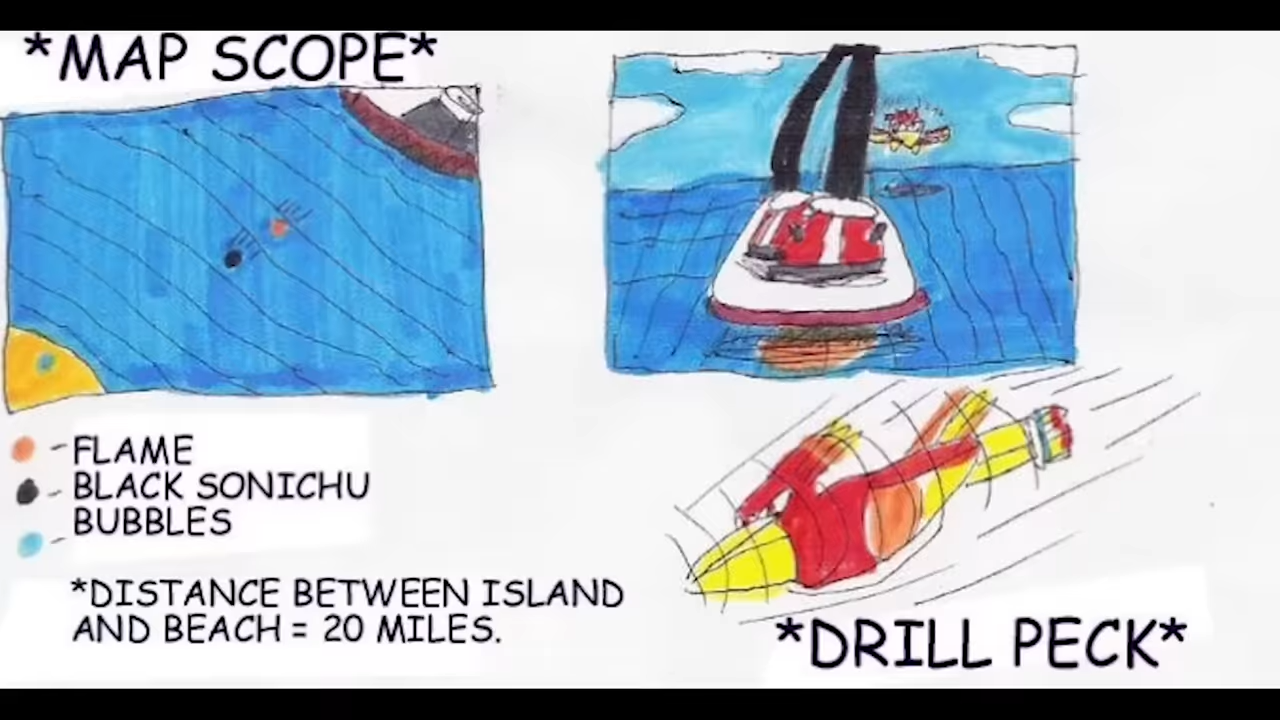 *MAP SCOPE*
- FLAME
- BLACK SONICHU
- BUBBLES
*DISTANCE BETWEEN ISLAND
AND BEACH = 20 MILES.
*DRILL PECK*